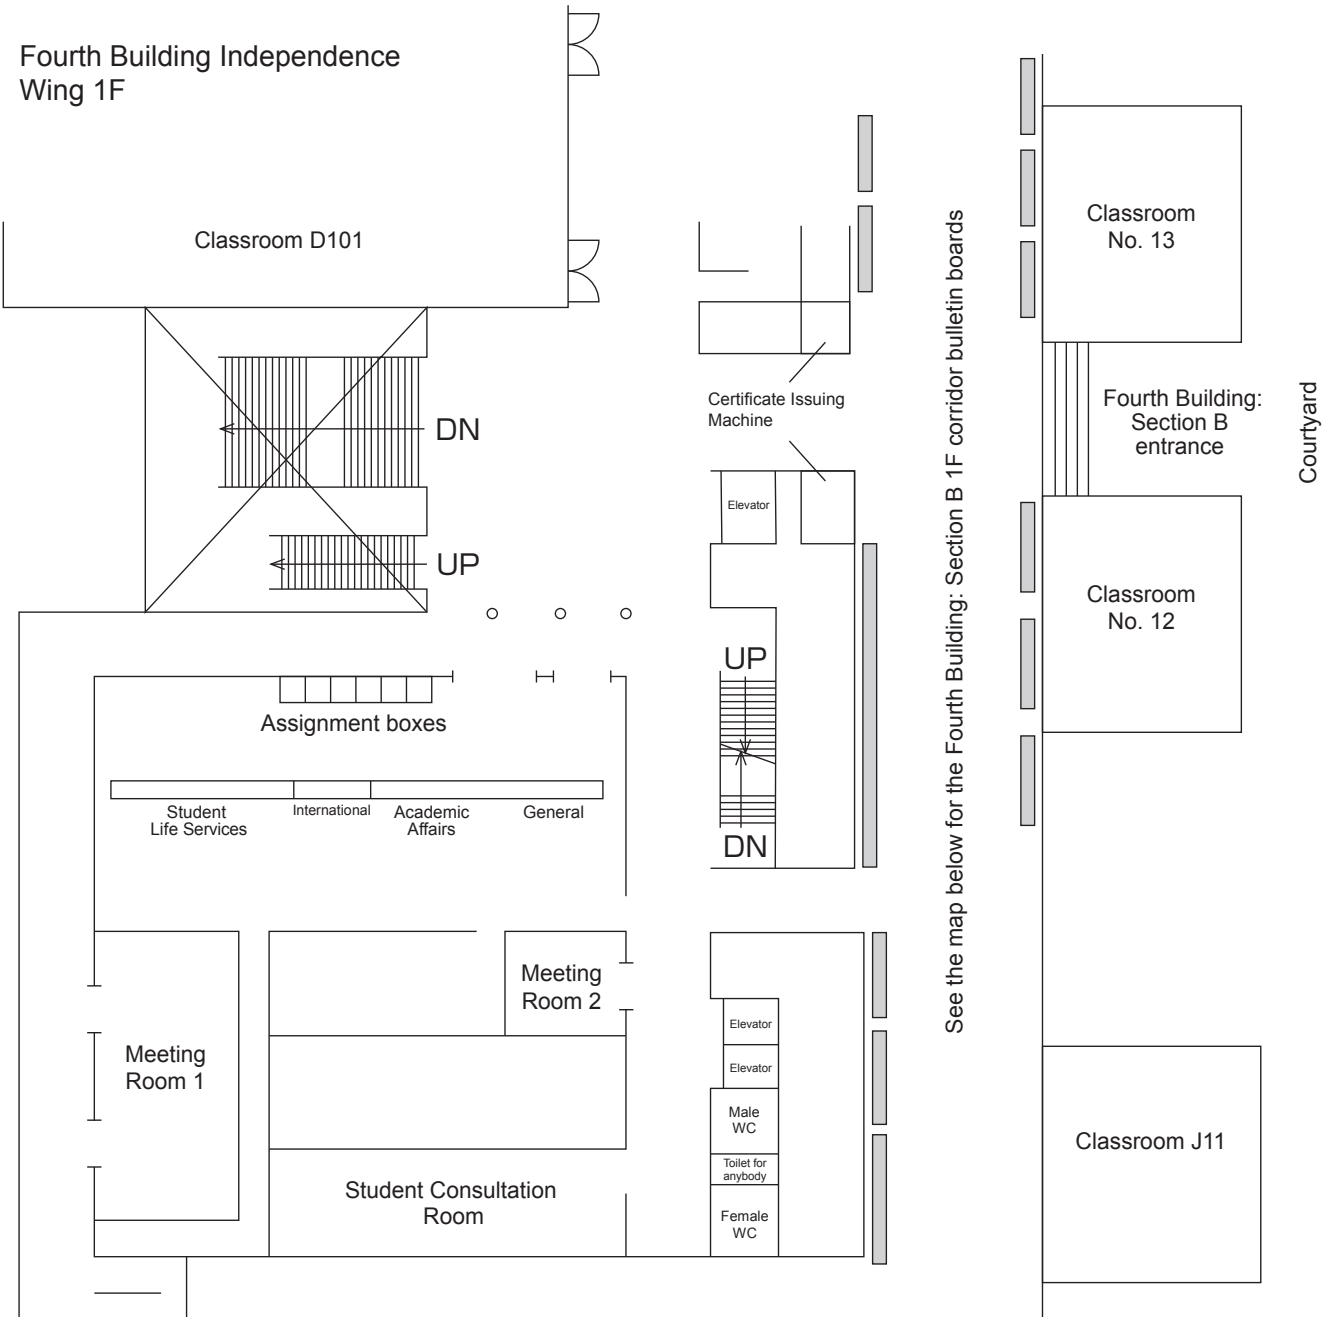 Fourth Building Independence
Wing 1F
Classroom D101
DN
UP
Certificate Issuing
Machine
Elevator
UP
DN
Assignment boxes
Student
Life Services
International
Academic
Affairs
General
Meeting
Room 2
Meeting
Room 1
Student Consultation
Room
Elevator
Elevator
Male
WC
Toilet for
anybody
Female
WC
See the map below for the Fourth Building: Section B 1F corridor bulletin boards
Classroom
No. 13
Fourth Building:
Section B
entrance
Courtyard
Classroom
No. 12
Classroom J11